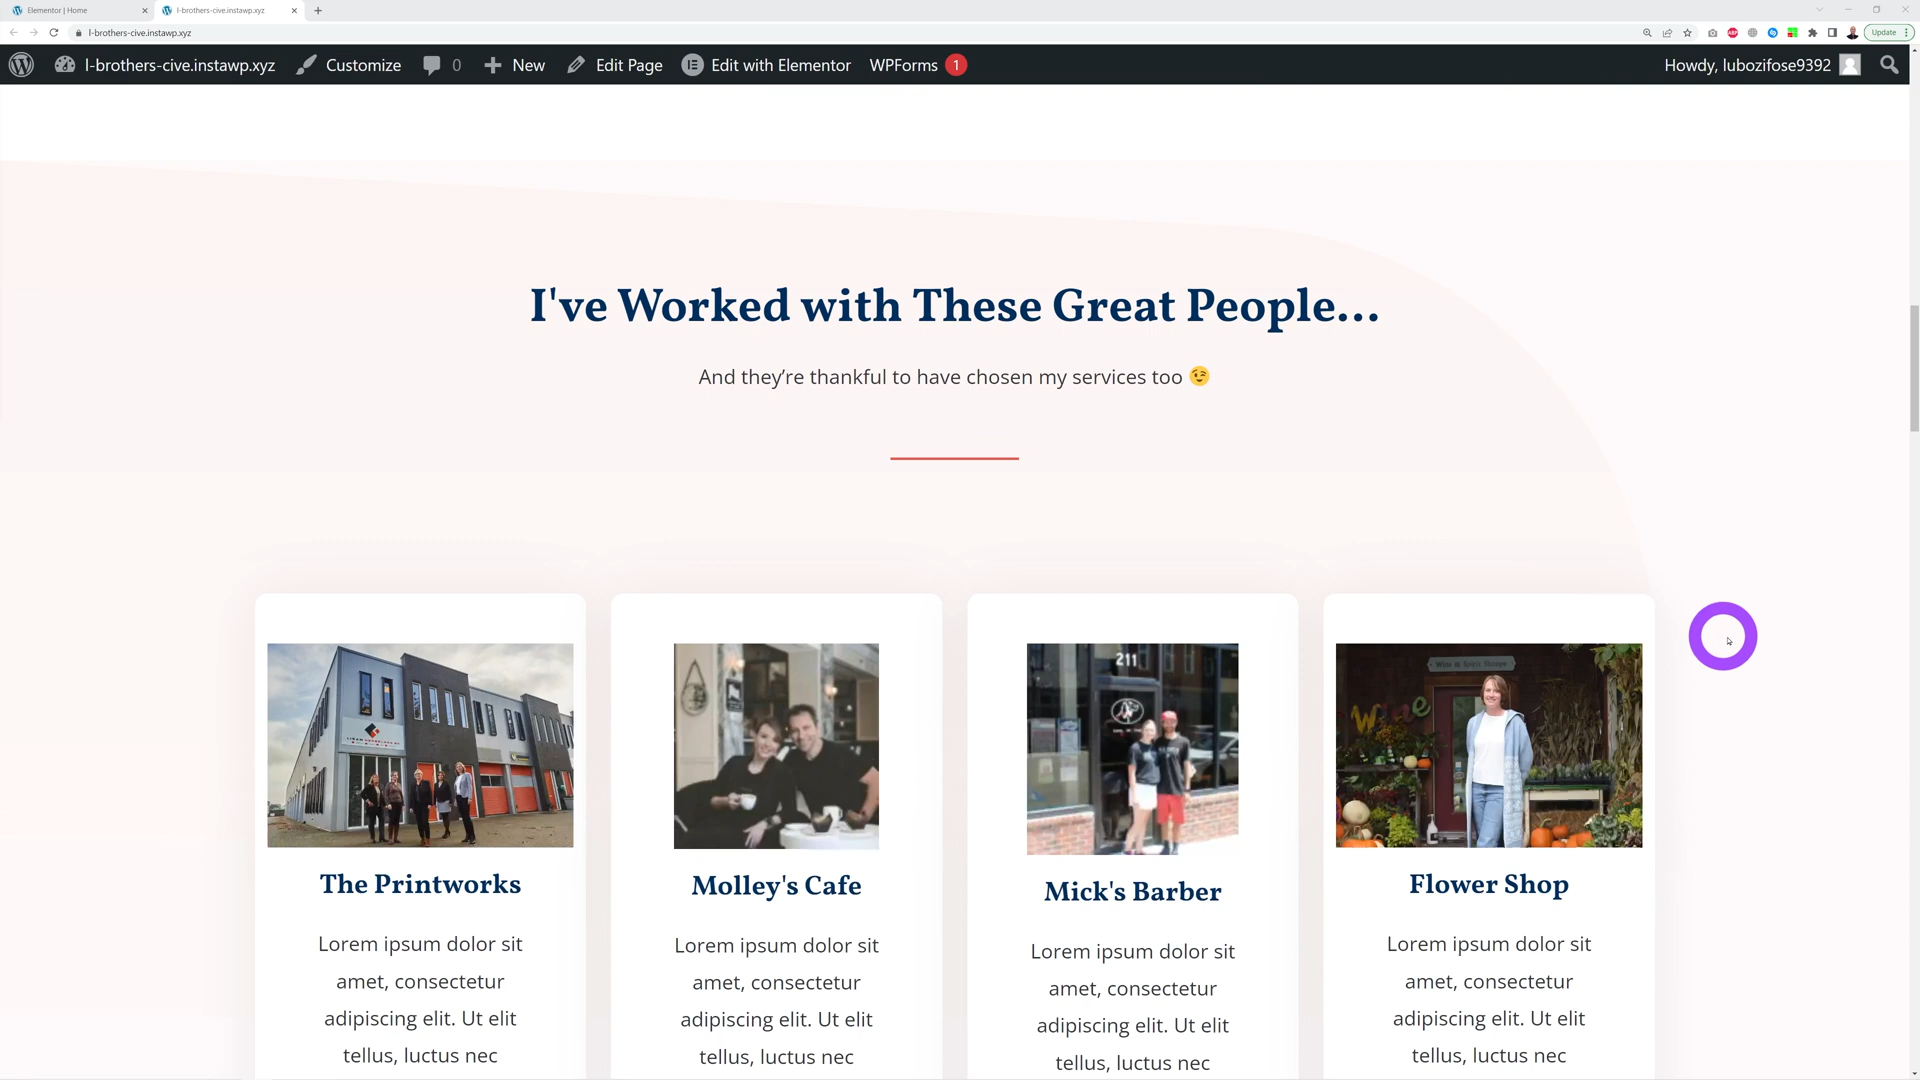 Elementor | Home
l-brothers-cive.instawp.xyz
l-brothers-cive.instawp.xyz
Update
l-brothers-cive.instawp.xyz
Customize
0
New
Edit Page
Edit with Elementor
WPForms 1
Howdy, lubozifose9392
I've Worked with These Great People...
And they’re thankful to have chosen my services too 😉
211
Wine & Spirit Shoppe
Wine
The Printworks
Lorem ipsum dolor sit
amet, consectetur
adipiscing elit. Ut elit
tellus, luctus nec
Molley's Cafe
Lorem ipsum dolor sit
amet, consectetur
adipiscing elit. Ut elit
tellus, luctus nec
Mick's Barber
Lorem ipsum dolor sit
amet, consectetur
adipiscing elit. Ut elit
tellus, luctus nec
Flower Shop
Lorem ipsum dolor sit
amet, consectetur
adipiscing elit. Ut elit
tellus, luctus nec